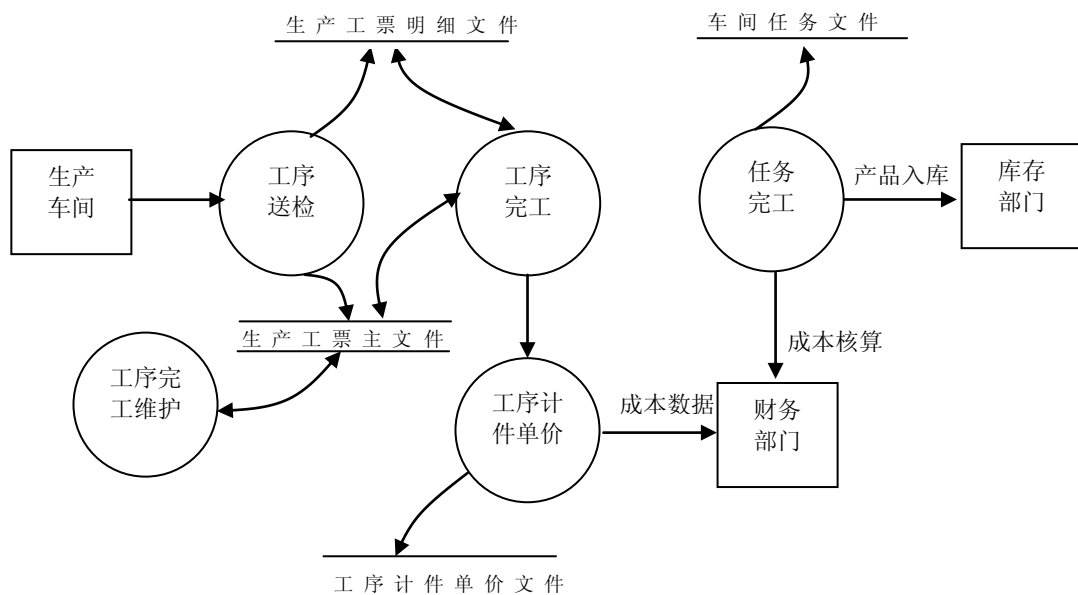 生产工票明细文件
车间任务文件
生产
车间
工序
送检
工序
完工
任务
完工
产品入库
库存
部门
生产工票主文件
成本核算
工序完
工维护
工序计
件单价
成本数据
财务
部门
工序计件单价文件